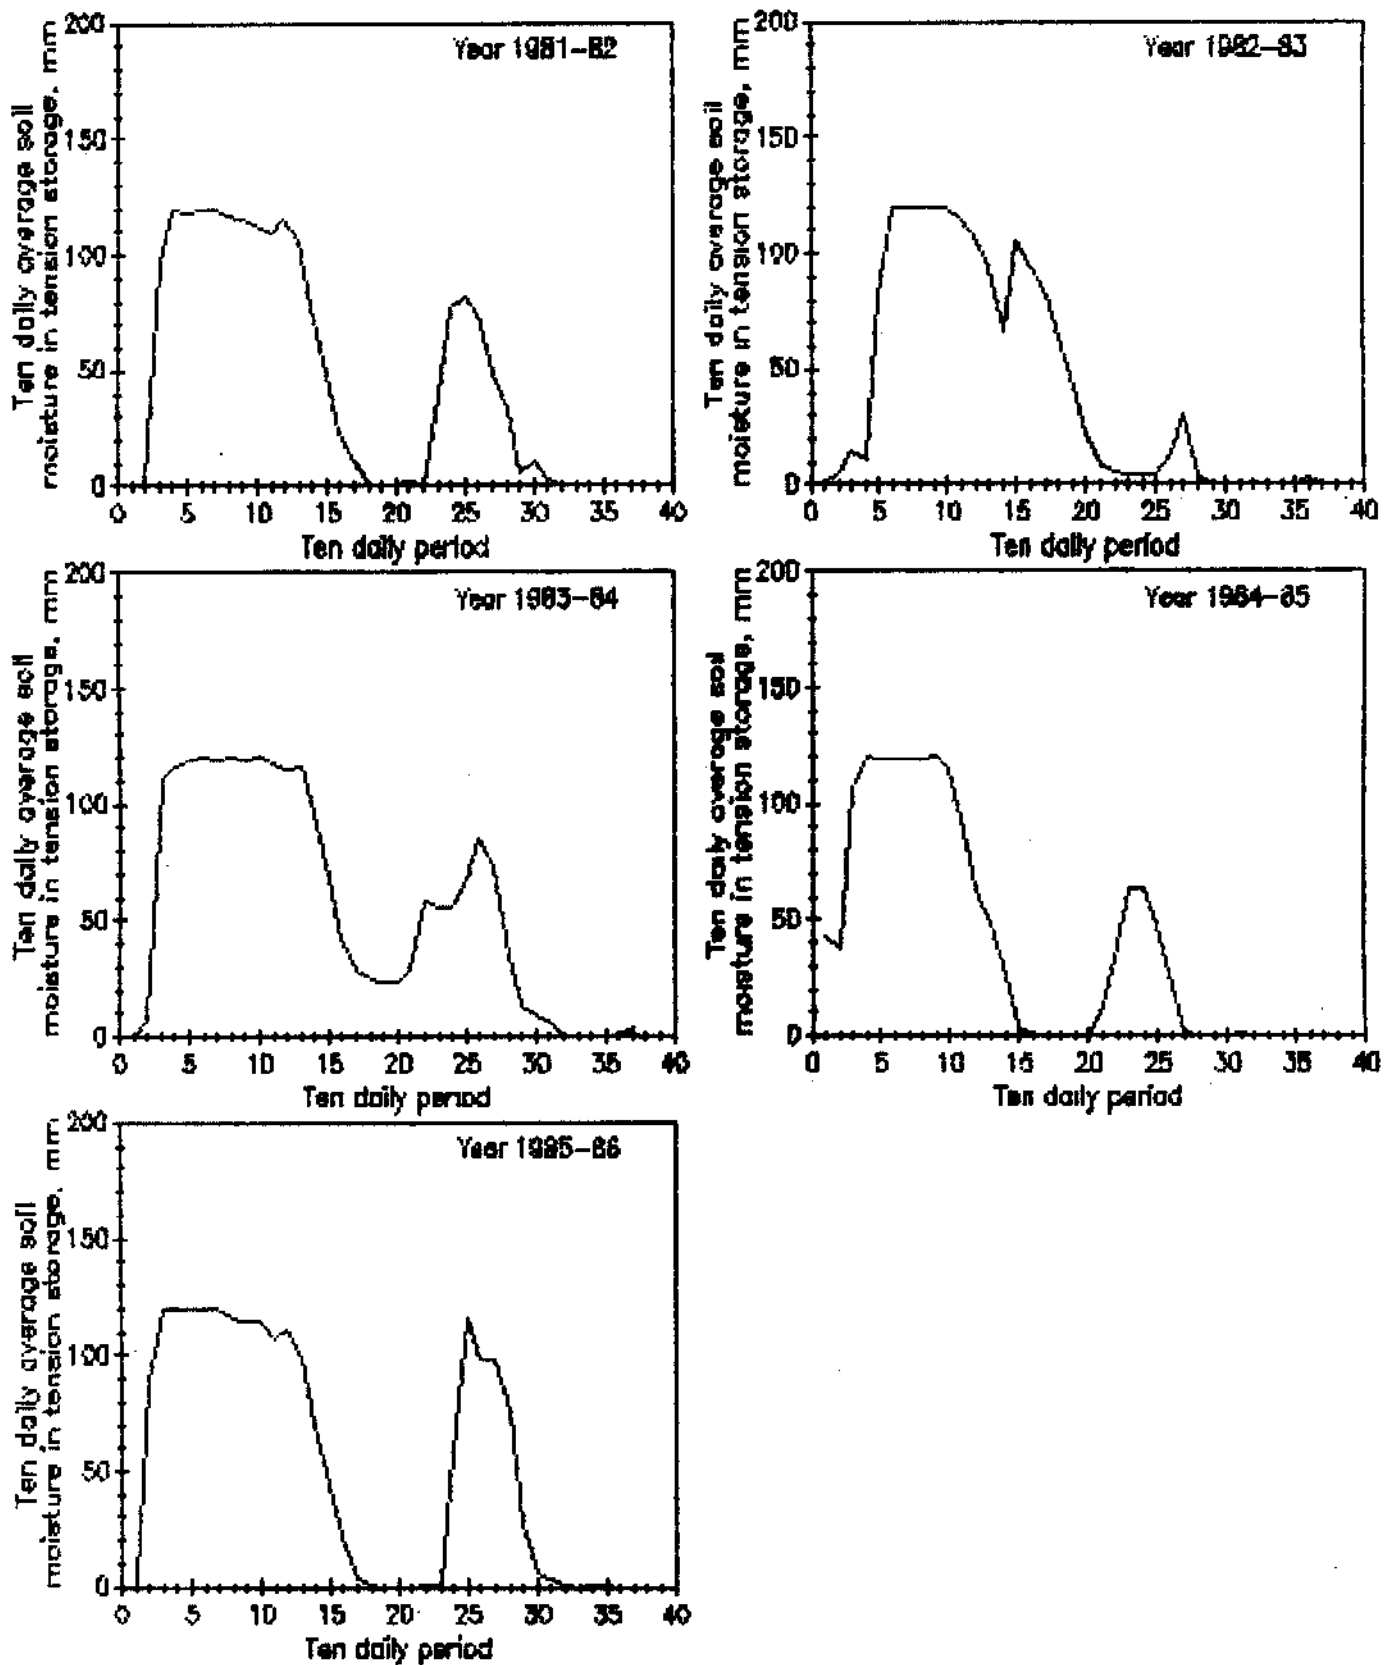 Year 1981-82
Ten daily average soil
moisture in tension storage, mm
200
150
100
50
0
0 5 10 15 20 25 30 35 40
Ten daily period
Year 1982-83
Ten daily average soil
moisture in tension storage, mm
200
150
100
50
0
0 5 10 15 20 25 30 35 40
Ten daily period
Year 1983-84
Ten daily average soil
moisture in tension storage, mm
200
150
100
50
0
0 5 10 15 20 25 30 35 40
Ten daily period
Year 1984-85
Ten daily average soil
moisture in tension storage, mm
200
150
100
50
0
0 5 10 15 20 25 30 35 40
Ten daily period
Year 1985-86
Ten daily average soil
moisture in tension storage, mm
200
150
100
50
0
0 5 10 15 20 25 30 35 40
Ten daily period